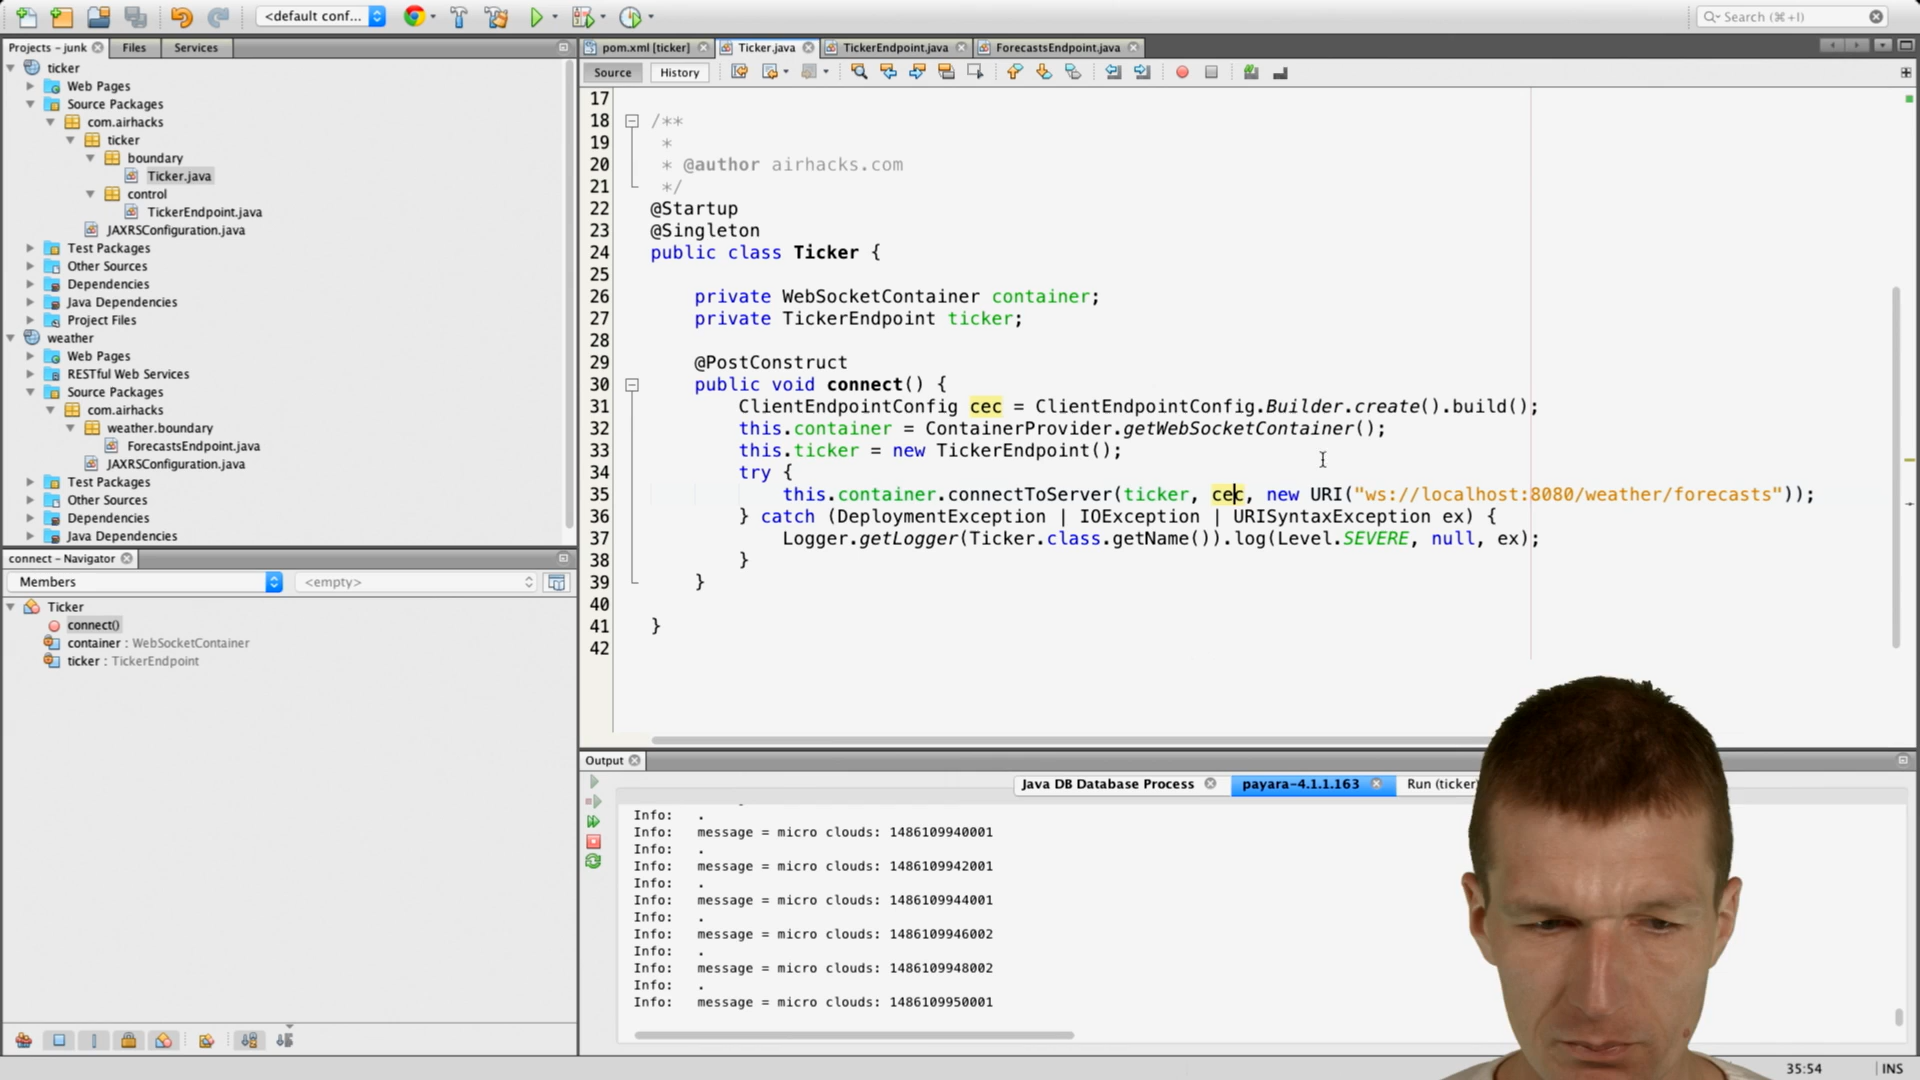 <default conf...
Search (⌘+I)
Projects – junk
Files
Services
pom.xml [ticker]
Ticker.java
TickerEndpoint.java
ForecastsEndpoint.java
Source
History
ticker
Web Pages
Source Packages
com.airhacks
ticker
boundary
Ticker.java
control
TickerEndpoint.java
JAXRSConfiguration.java
Test Packages
Other Sources
Dependencies
Java Dependencies
Project Files
weather
Web Pages
RESTful Web Services
Source Packages
com.airhacks
weather.boundary
ForecastsEndpoint.java
JAXRSConfiguration.java
Test Packages
Other Sources
Dependencies
Java Dependencies
connect – Navigator
Members
<empty>
Ticker
connect()
container : WebSocketContainer
ticker : TickerEndpoint
17
18 /**
19 *
20 * @author airhacks.com
21 */
22 @Startup
23 @Singleton
24 public class Ticker {
25
26 private WebSocketContainer container;
27 private TickerEndpoint ticker;
28
29 @PostConstruct
30 public void connect() {
31 ClientEndpointConfig cec = ClientEndpointConfig.Builder.create().build();
32 this.container = ContainerProvider.getWebSocketContainer();
33 this.ticker = new TickerEndpoint();
34 try {
35 this.container.connectToServer(ticker, cec, new URI("ws://localhost:8080/weather/forecasts"));
36 } catch (DeploymentException | IOException | URISyntaxException ex) {
37 Logger.getLogger(Ticker.class.getName()).log(Level.SEVERE, null, ex);
38 }
39 }
40
41 }
42
Output
Java DB Database Process
payara-4.1.1.163
Run (ticker)
Info: .
Info: message = micro clouds: 1486109940001
Info: .
Info: message = micro clouds: 1486109942001
Info: .
Info: message = micro clouds: 1486109944001
Info: .
Info: message = micro clouds: 1486109946002
Info: .
Info: message = micro clouds: 1486109948002
Info: .
Info: message = micro clouds: 1486109950001
35:54
INS